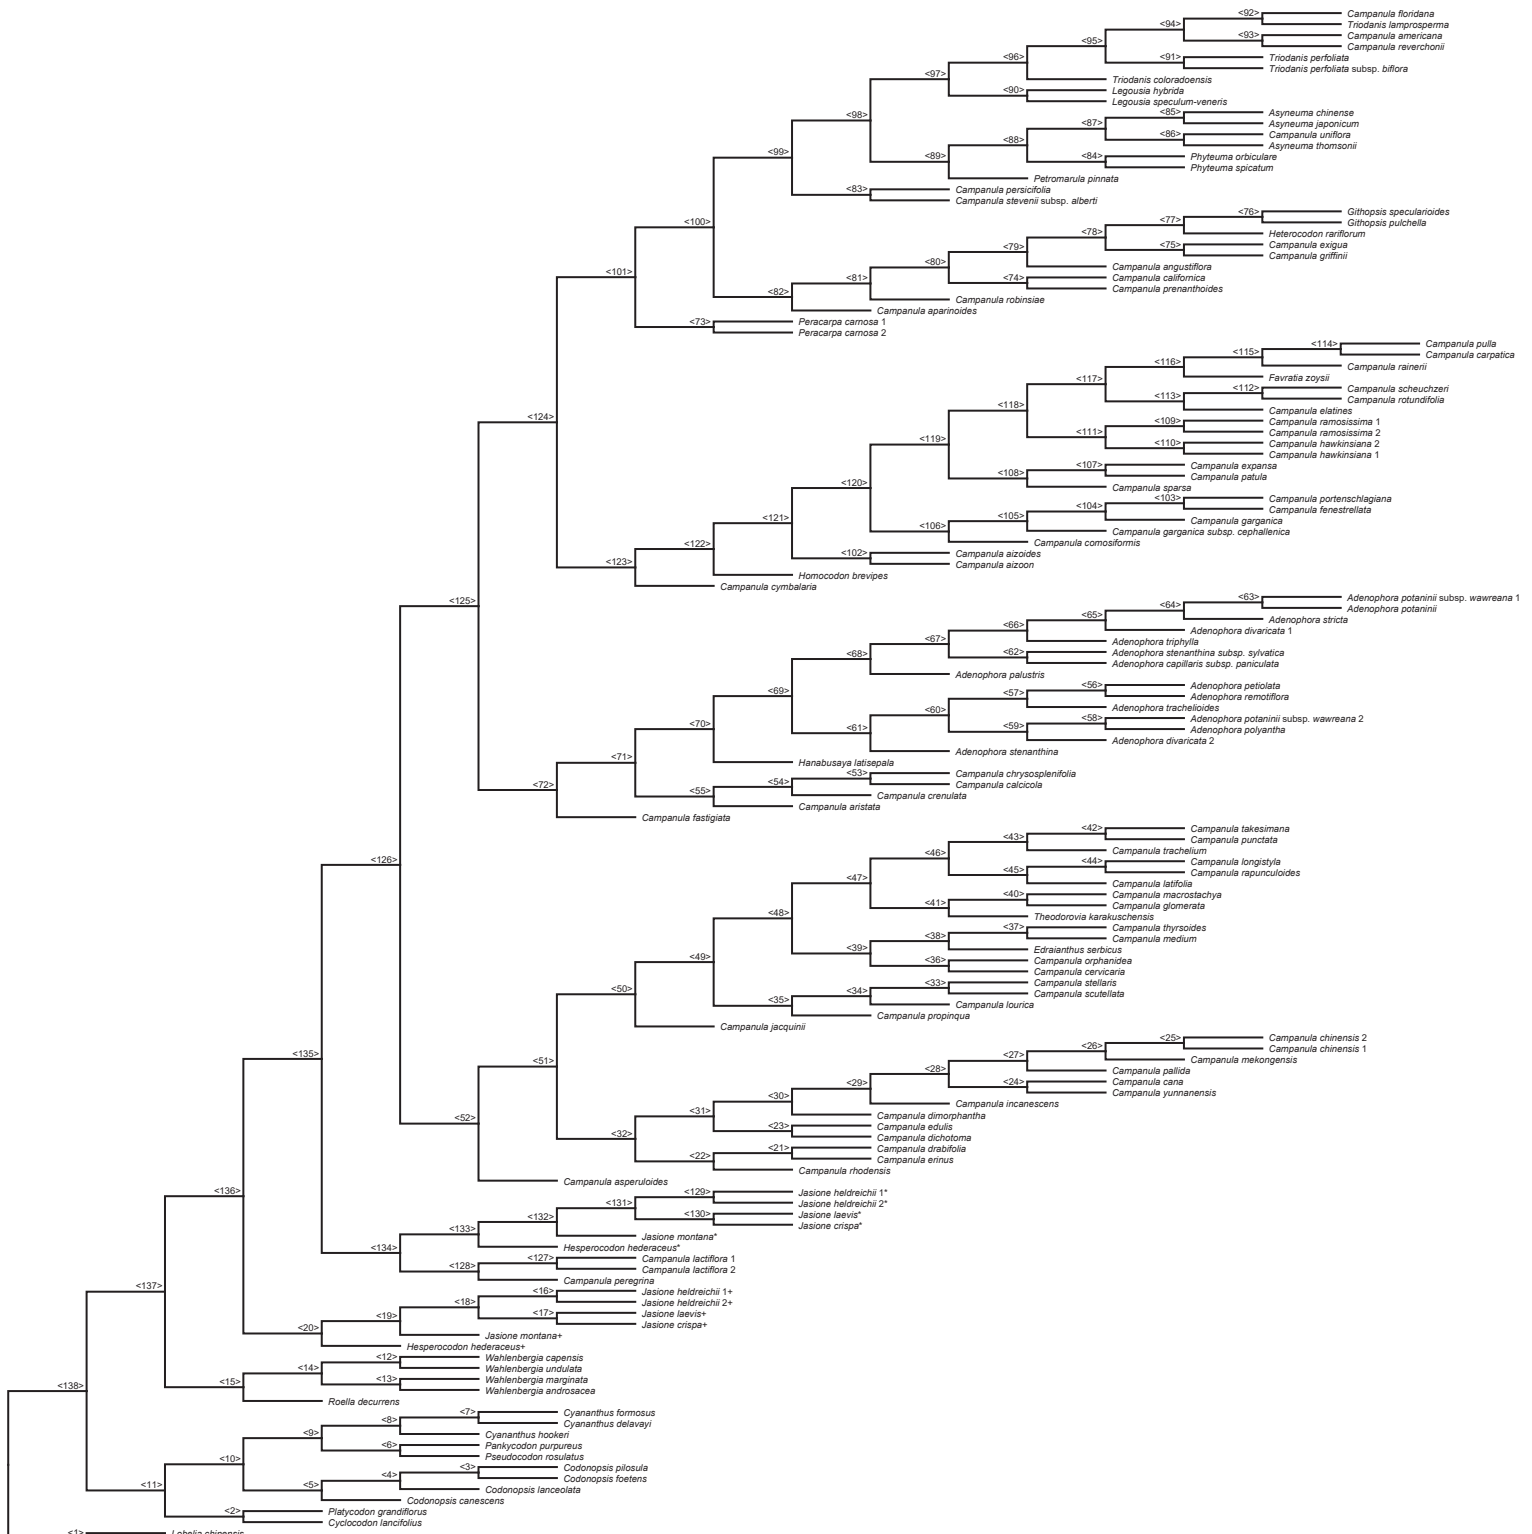 <92> Campanula floridana
<94> Triodanis lamprosperma
<95> <93> Campanula americana
Campanula reverchonii
<96> <91> Triodanis perfoliata
Triodanis perfoliata subsp. biflora
<97> Triodanis coloradoensis
<90> Legousia hybrida
Legousia speculum-veneris
<98> <85> Asyneuma chinense
<87> Asyneuma japonicum
<88> <86> Campanula uniflora
Asyneuma thomsonii
<99> <89> <84> Phyteuma orbiculare
Phyteuma spicatum
Petromarula pinnata
<83> Campanula persicifolia
Campanula stevenii subsp. alberti
<100> <76> Githopsis specularioides
<77> Githopsis pulchella
<78> Heterocodon rariflorum
<79> <75> Campanula exigua
Campanula griffinii
<80> Campanula angustiflora
<101> <81> <74> Campanula californica
Campanula prenanthoides
<82> Campanula robinsiae
Campanula aparinoides
<73> Peracarpa carnosa 1
Peracarpa carnosa 2
<114> Campanula pulla
<115> Campanula carpatica
<116> Campanula rainerii
<117> Favratia zoysii
<112> Campanula scheuchzeri
<113> Campanula rotundifolia
<118> Campanula elatines
<124> <109> Campanula ramosissima 1
<111> Campanula ramosissima 2
<119> <110> Campanula hawkinsiana 2
Campanula hawkinsiana 1
<107> Campanula expansa
<108> Campanula patula
<120> Campanula sparsa
<103> Campanula portenschlagiana
<104> Campanula fenestrellata
<105> Campanula garganica
<121> <106> Campanula garganica subsp. cephallenica
Campanula comosiformis
<122> <102> Campanula aizoides
<123> Campanula aizoon
Homocodon brevipes
Campanula cymbalaria
<125> <63> Adenophora potaninii subsp. wawreana 1
<64> Adenophora potaninii
<65> Adenophora stricta
<66> Adenophora divaricata 1
<67> Adenophora triphylla
<68> <62> Adenophora stenanthina subsp. sylvatica
Adenophora capillaris subsp. paniculata
Adenophora palustris
<69> <56> Adenophora petiolata
<57> Adenophora remotiflora
<60> Adenophora trachelioides
<70> <61> <59> <58> Adenophora potaninii subsp. wawreana 2
Adenophora polyantha
Adenophora divaricata 2
Adenophora stenanthina
<71> Hanabusaya latisepala
<53> Campanula chrysosplenifolia
<72> <54> Campanula calcicola
<55> Campanula crenulata
Campanula aristata
Campanula fastigiata
<42> Campanula takesimana
<43> Campanula punctata
<46> Campanula trachelium
<126> <44> Campanula longistyla
<45> Campanula rapunculoides
<47> Campanula latifolia
<40> Campanula macrostachya
<41> Campanula glomerata
<48> Theodorovia karakuschensis
<37> Campanula thyrsoides
<38> Campanula medium
<39> Edraianthus serbicus
<49> <36> Campanula orphanidea
Campanula cervicaria
<33> Campanula stellaris
<50> <34> Campanula scutellata
<35> Campanula lourica
Campanula propinqua
Campanula jacquinii
<25> Campanula chinensis 2
<26> Campanula chinensis 1
<135> <51> <27> Campanula mekongensis
<28> Campanula pallida
<29> <24> Campanula cana
Campanula yunnanensis
<30> Campanula incanescens
<31> Campanula dimorphantha
<52> <23> Campanula edulis
<32> Campanula dichotoma
<21> Campanula drabifolia
<22> Campanula erinus
Campanula rhodensis
Campanula asperuloides
<136> <129> Jasione heldreichii 1*
<131> Jasione heldreichii 2*
<132> <130> Jasione laevis*
Jasione crispa*
<133> Jasione montana*
<134> Hesperocodon hederaceus*
<127> Campanula lactiflora 1
<128> Campanula lactiflora 2
Campanula peregrina
<137> <16> Jasione heldreichii 1+
<18> Jasione heldreichii 2+
<19> <17> Jasione laevis+
Jasione crispa+
<20> Jasione montana+
Hesperocodon hederaceus+
<12> Wahlenbergia capensis
<14> Wahlenbergia undulata
<138> <15> <13> Wahlenbergia marginata
Wahlenbergia androsacea
Roella decurrens
<7> Cyananthus formosus
<8> Cyananthus delavayi
<9> Cyananthus hookeri
<6> Pankycodon purpureus
<10> Pseudocodon rosulatus
<3> Codonopsis pilosula
<4> Codonopsis foetens
<11> <5> Codonopsis lanceolata
Codonopsis canescens
<2> Platycodon grandiflorus
Cyclocodon lancifolius
<1> Lobelia chinensis